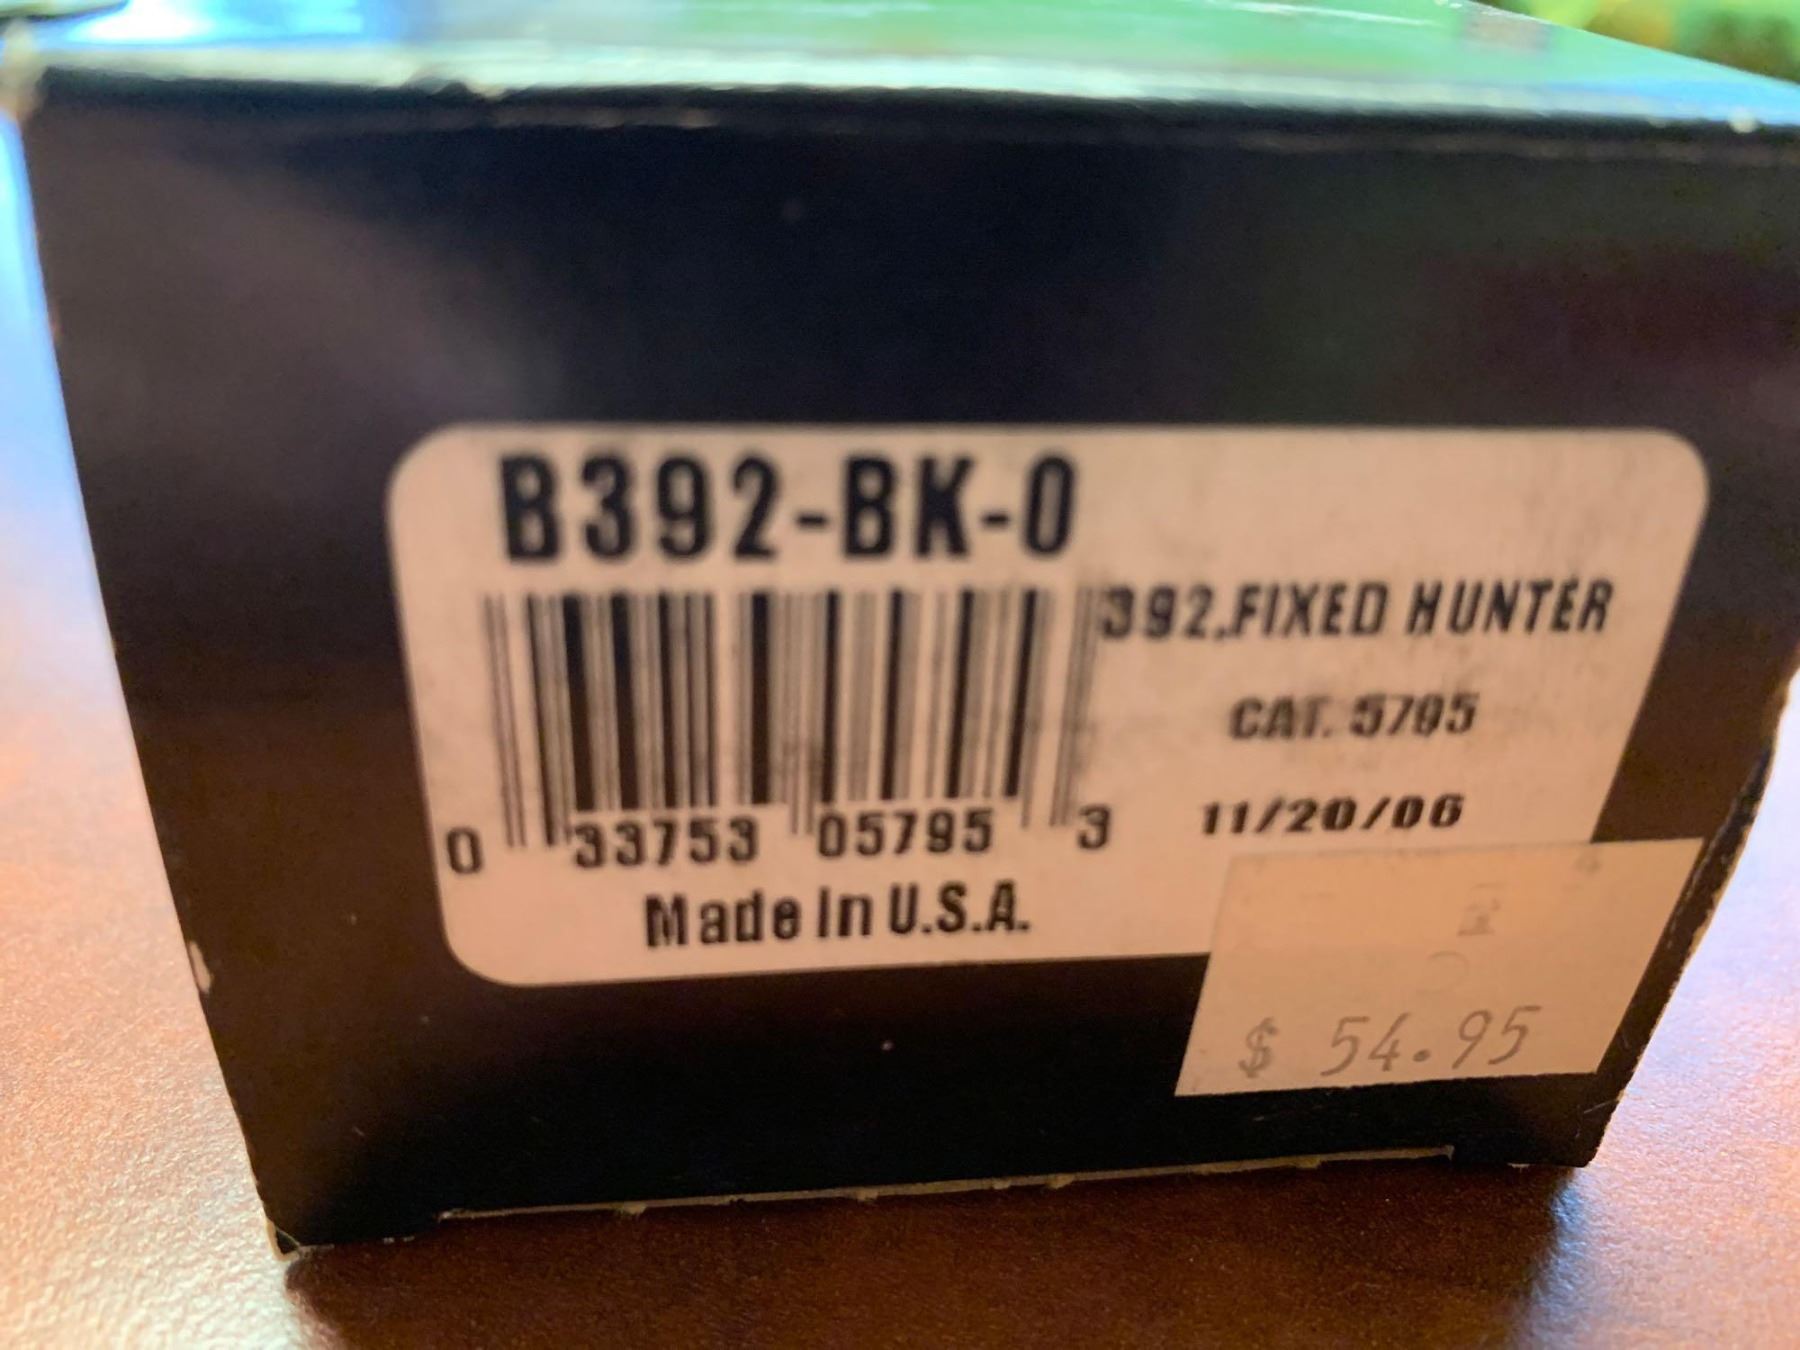 B392-BK-0
392,FIXED HUNTER
CAT. 5795
11/20/06
0 33753 05795 3
Made In U.S.A.
$ 54.95